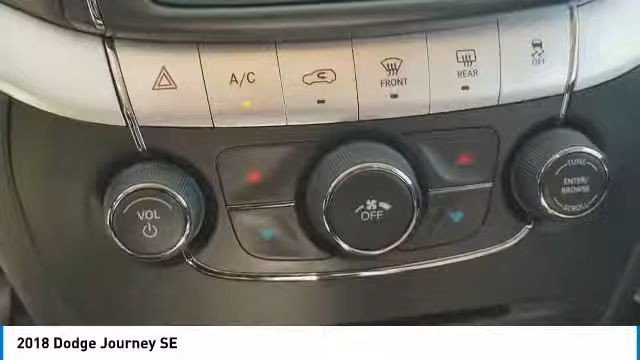 A/C
FRONT
REAR
OFF
VOL
OFF
TUNE
ENTER/
BROWSE
SCROLL
2018 Dodge Journey SE